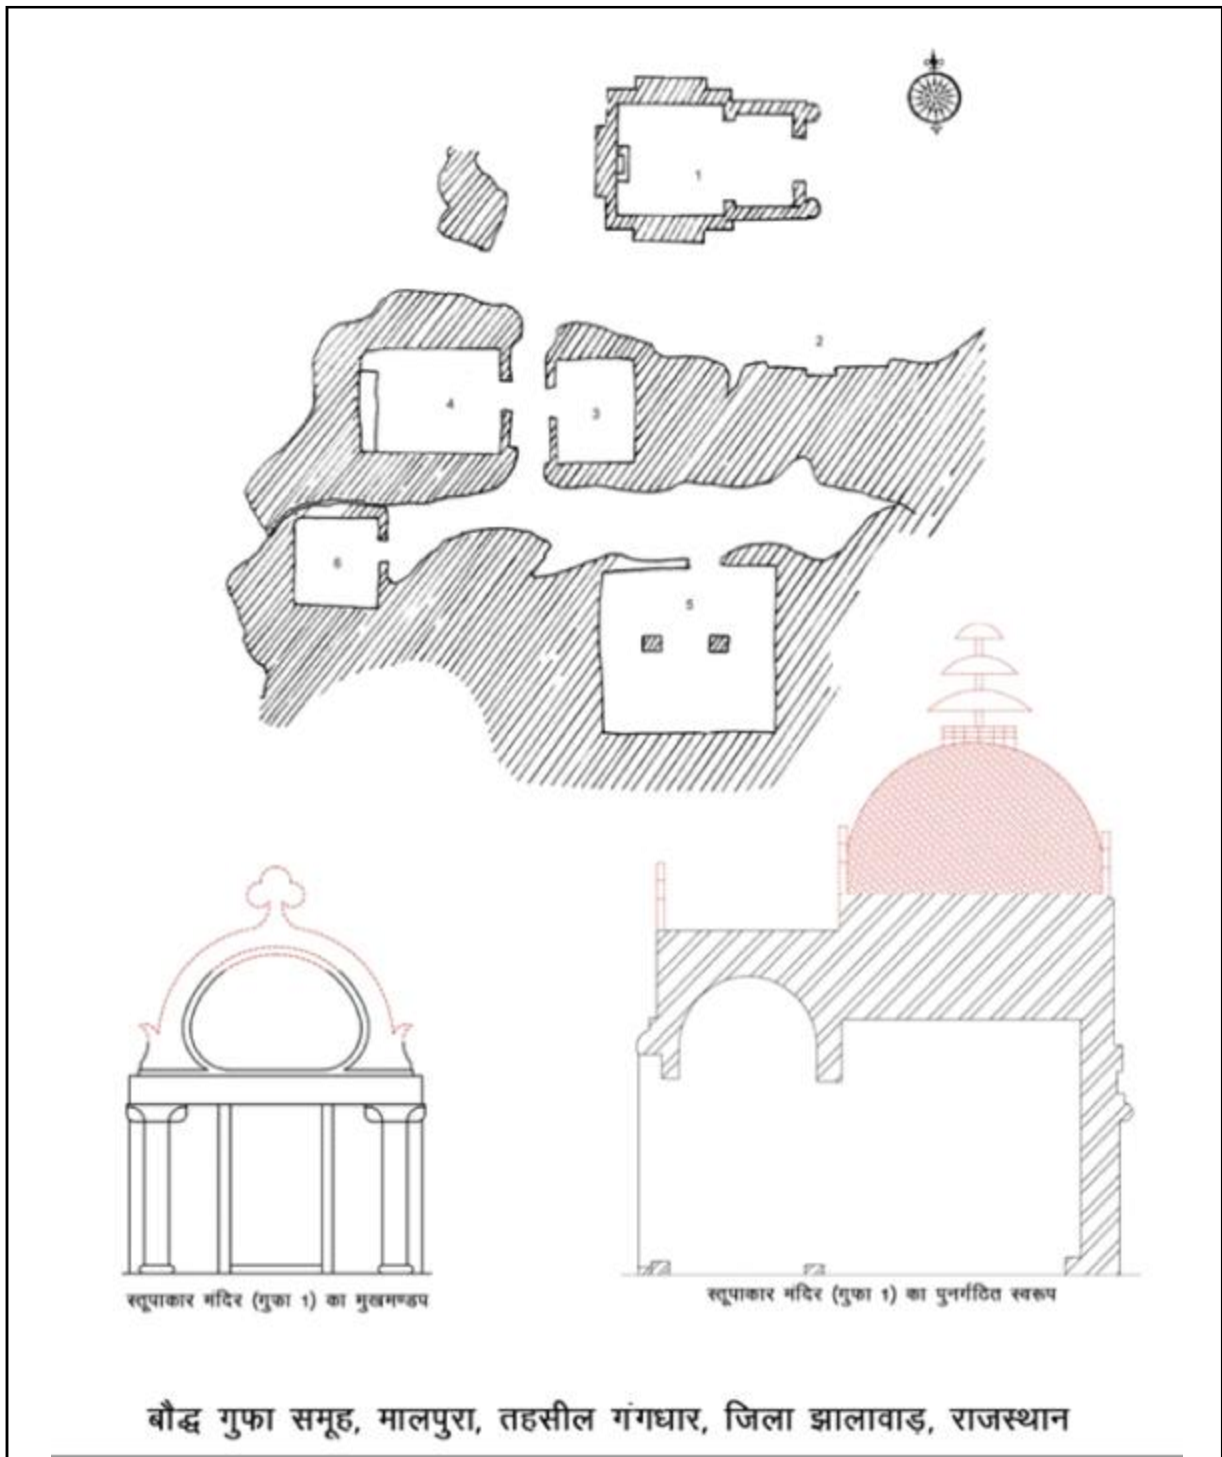 1
2
4
3
6
5
स्तूपाकार मंदिर (गुफा 1) का मुखमण्डप
स्तूपाकार मंदिर (गुफा 1) का पुनर्गठित स्वरूप
बौद्ध गुफा समूह, मालपुरा, तहसील गंगधार, जिला झालावाड़, राजस्थान